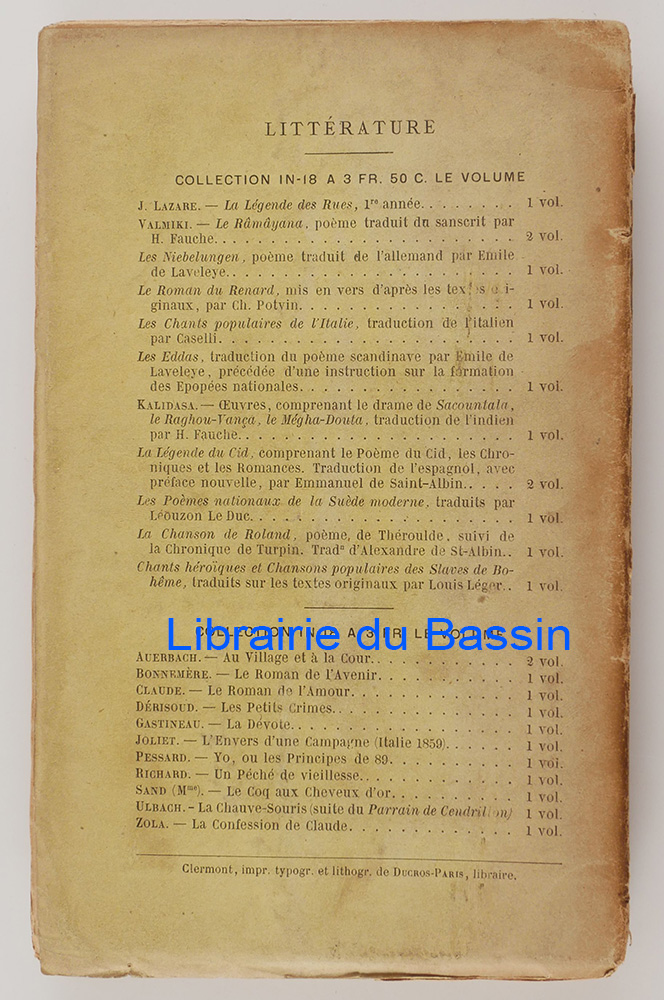 LITTÉRATURE
COLLECTION IN-18 A 3 FR. 50 C. LE VOLUME
J. LAZARE. — La Légende des Rues, 1re année. . . . . . . . 1 vol.
VALMIKI. — Le Râmâyana, poème traduit du sanscrit par
H. Fauche. . . . . . . . . . . . . . . . . . . . . . . 2 vol.
Les Niebelungen, poème traduit de l'allemand par Emile
de Laveleye. . . . . . . . . . . . . . . . . . . . . . 1 vol.
Le Roman du Renard, mis en vers d'après les textes ori-
ginaux, par Ch. Potvin. . . . . . . . . . . . . . . . . 1 vol.
Les Chants populaires de l'Italie, traduction de l'italien
par Caselli. . . . . . . . . . . . . . . . . . . . . . 1 vol.
Les Eddas, traduction du poème scandinave par Emile de
Laveleye, précédée d'une instruction sur la formation
des Epopées nationales. . . . . . . . . . . . . . . . . 1 vol.
KALIDASA. — Œuvres, comprenant le drame de Sacountala,
le Raghou-Vança, le Mégha-Douta, traduction de l'indien
par H. Fauche. . . . . . . . . . . . . . . . . . . . . 1 vol.
La Légende du Cid, comprenant le Poème du Cid, les Chro-
niques et les Romances. Traduction de l'espagnol, avec
préface nouvelle, par Emmanuel de Saint-Albin. . . . . 2 vol.
Les Poèmes nationaux de la Suède moderne, traduits par
Léouzon Le Duc. . . . . . . . . . . . . . . . . . . . . 1 vol.
La Chanson de Roland, poème, de Théroulde, suivi de
la Chronique de Turpin. Tradn d'Alexandre de St-Albin. . 1 vol.
Chants héroïques et Chansons populaires des Slaves de Bo-
hême, traduits sur les textes originaux par Louis Léger. . 1 vol.
COLLECTION IN-18 A 3 FR. LE VOLUME
Librairie du Bassin
AUERBACH. — Au Village et à la Cour. . . . . . . . . . . 2 vol.
BONNEMÈRE. — Le Roman de l'Avenir. . . . . . . . . . . . 1 vol.
CLAUDE. — Le Roman de l'Amour. . . . . . . . . . . . . . 1 vol.
DÉRISOUD. — Les Petits Crimes. . . . . . . . . . . . . . 1 vol.
GASTINEAU. — La Dévote. . . . . . . . . . . . . . . . . 1 vol.
JOLIET. — L'Envers d'une Campagne (Italie 1859). . . . . 1 vol.
PESSARD. — Yo, ou les Principes de 89. . . . . . . . . . 1 vol.
RICHARD. — Un Péché de vieillesse. . . . . . . . . . . . 1 vol.
SAND (Mme). — Le Coq aux Cheveux d'or. . . . . . . . . . 1 vol.
ULBACH. - La Chauve-Souris (suite du Parrain de Cendrillon) 1 vol.
ZOLA. — La Confession de Claude. . . . . . . . . . . . . 1 vol.
Clermont, impr. typogr. et lithogr. de DUCROS-PARIS, libraire.